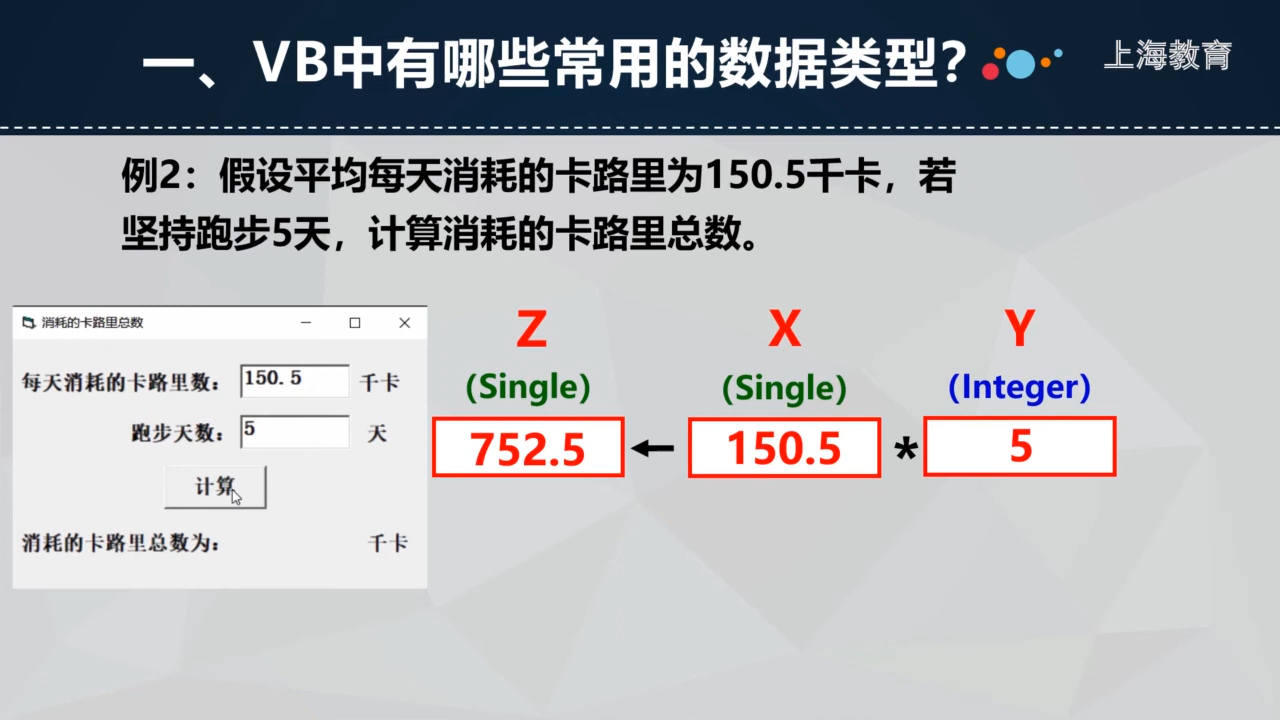 一、VB中有哪些常用的数据类型？
上海教育
例2：假设平均每天消耗的卡路里为150.5千卡，若
坚持跑步5天，计算消耗的卡路里总数。
消耗的卡路里总数
每天消耗的卡路里数： 150.5 千卡
跑步天数： 5 天
计算
消耗的卡路里总数为： 千卡
Z X Y
（Single） （Single） （Integer）
752.5 ← 150.5 * 5